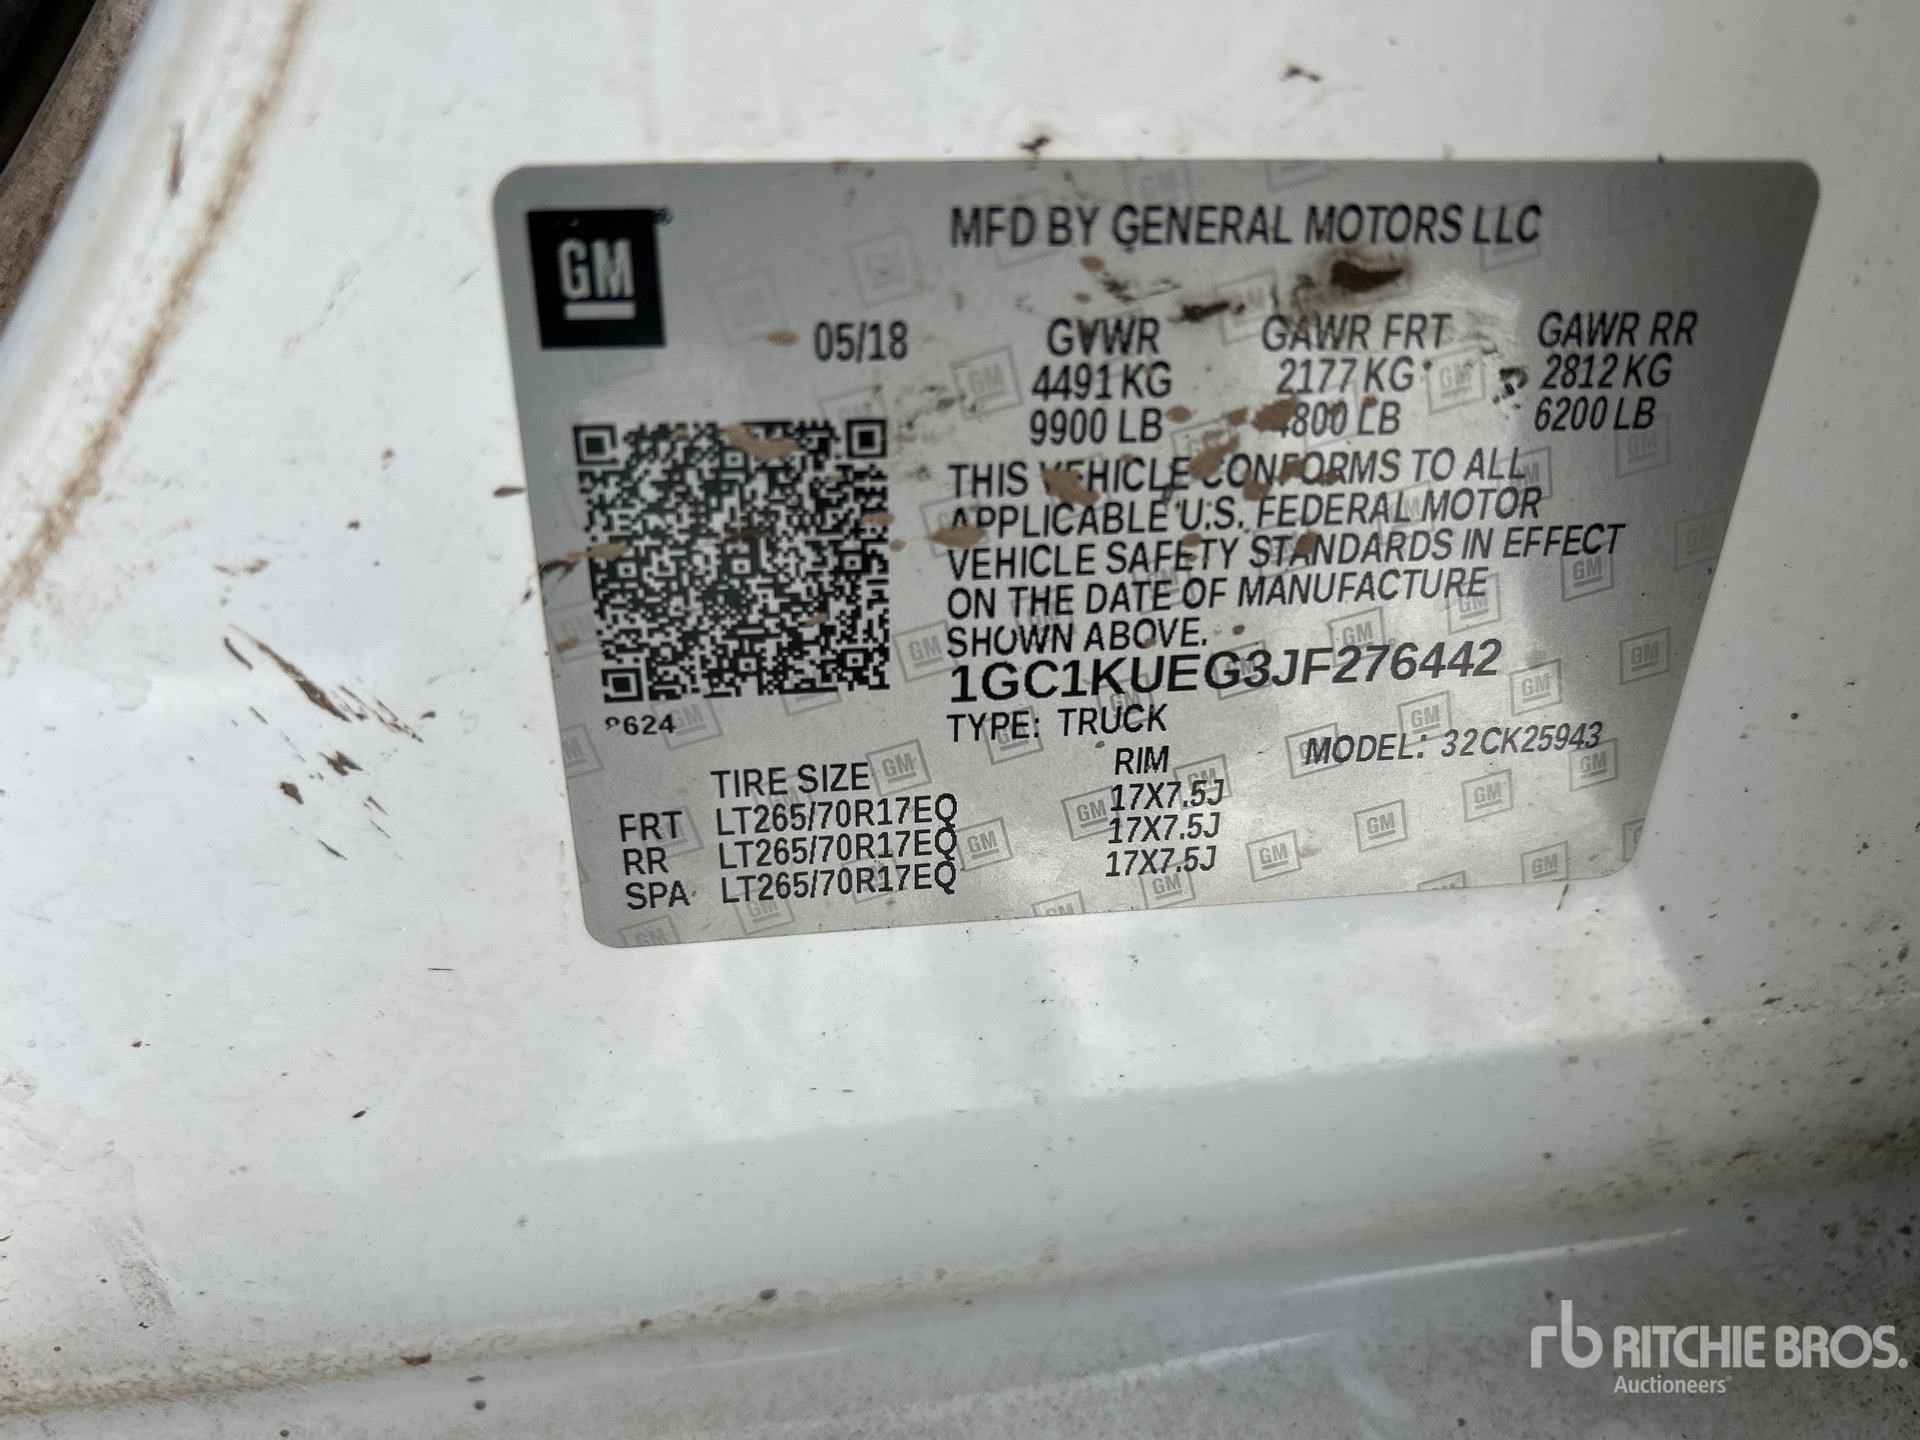 GM
MFD BY GENERAL MOTORS LLC
05/18 GVWR GAWR FRT GAWR RR
4491 KG 2177 KG 2812 KG
9900 LB 4800 LB 6200 LB
THIS VEHICLE CONFORMS TO ALL
APPLICABLE U.S. FEDERAL MOTOR
VEHICLE SAFETY STANDARDS IN EFFECT
ON THE DATE OF MANUFACTURE
SHOWN ABOVE.
1GC1KUEG3JF276442
TYPE: TRUCK
MODEL: 32CK25943
TIRE SIZE RIM
FRT LT265/70R17EQ 17X7.5J
RR LT265/70R17EQ 17X7.5J
SPA LT265/70R17EQ 17X7.5J
rb RITCHIE BROS.
Auctioneers